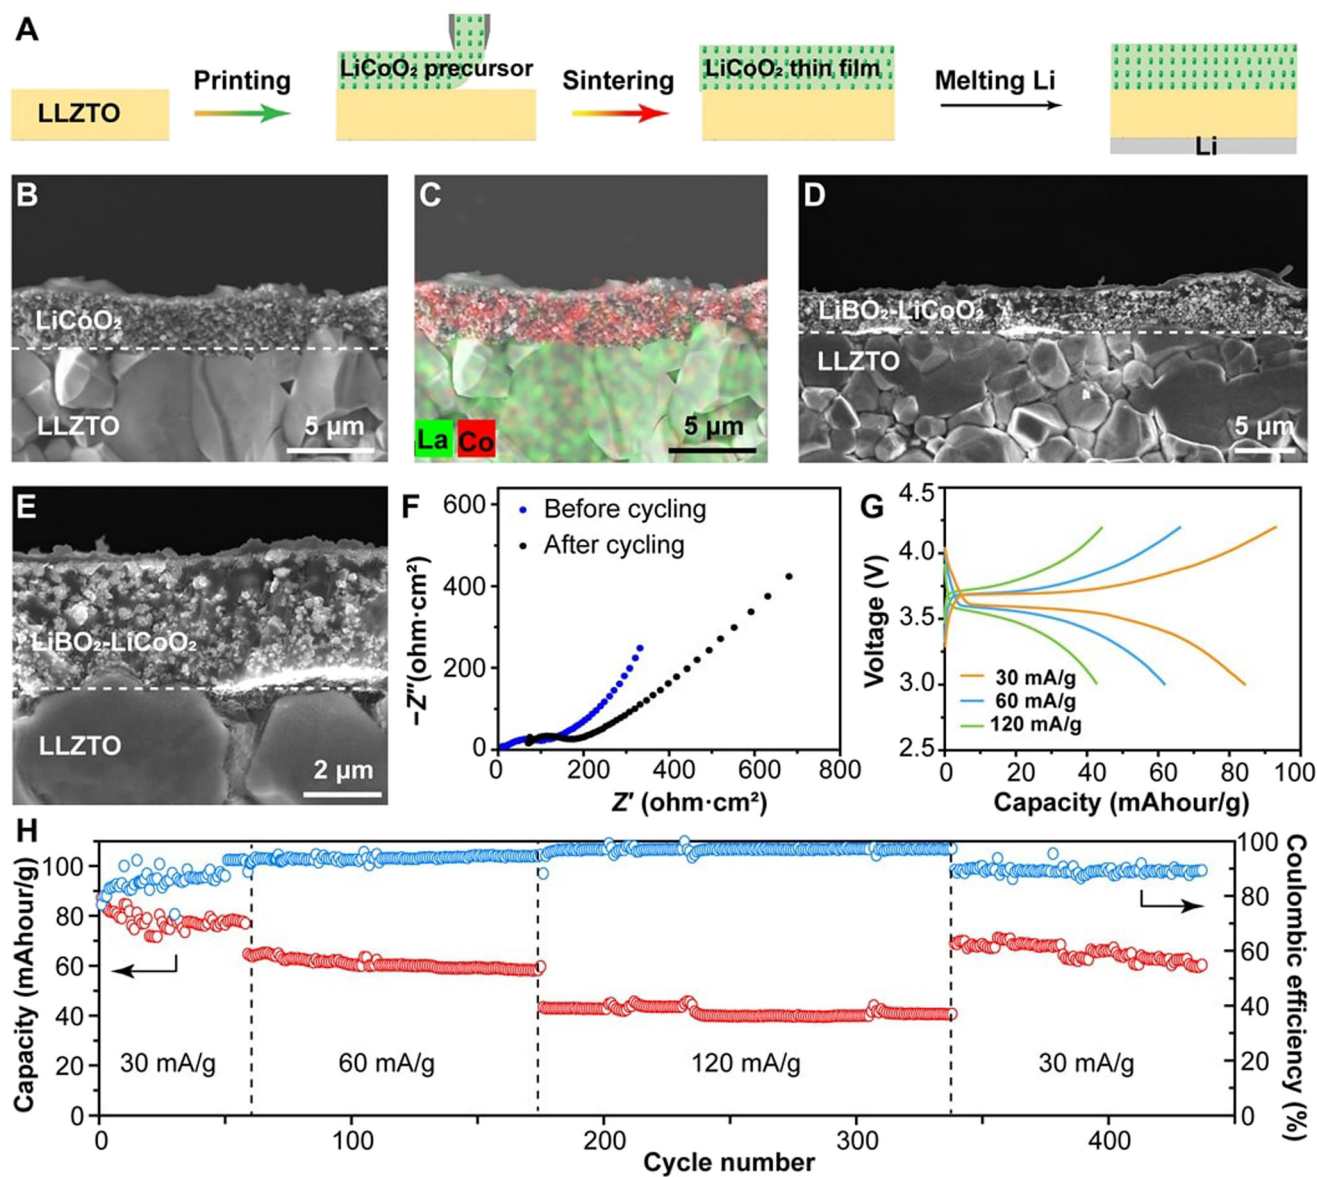 A
LLZTO
Printing
LiCoO₂ precursor
Sintering
LiCoO₂ thin film
Melting Li
Li
B
LiCoO₂
LLZTO
5 μm
C
La
Co
5 μm
D
LiBO₂-LiCoO₂
LLZTO
5 μm
E
LiBO₂-LiCoO₂
LLZTO
2 μm
F
Before cycling
After cycling
600
400
200
0
−Z″(ohm·cm²)
0 200 400 600 800
Z′ (ohm·cm²)
G
4.5
4.0
3.5
3.0
2.5
Voltage (V)
30 mA/g
60 mA/g
120 mA/g
0 20 40 60 80 100
Capacity (mAhour/g)
H
100
80
60
40
20
0
Capacity (mAhour/g)
30 mA/g 60 mA/g 120 mA/g 30 mA/g
100
80
60
40
20
0
Coulombic efficiency (%)
0 100 200 300 400
Cycle number